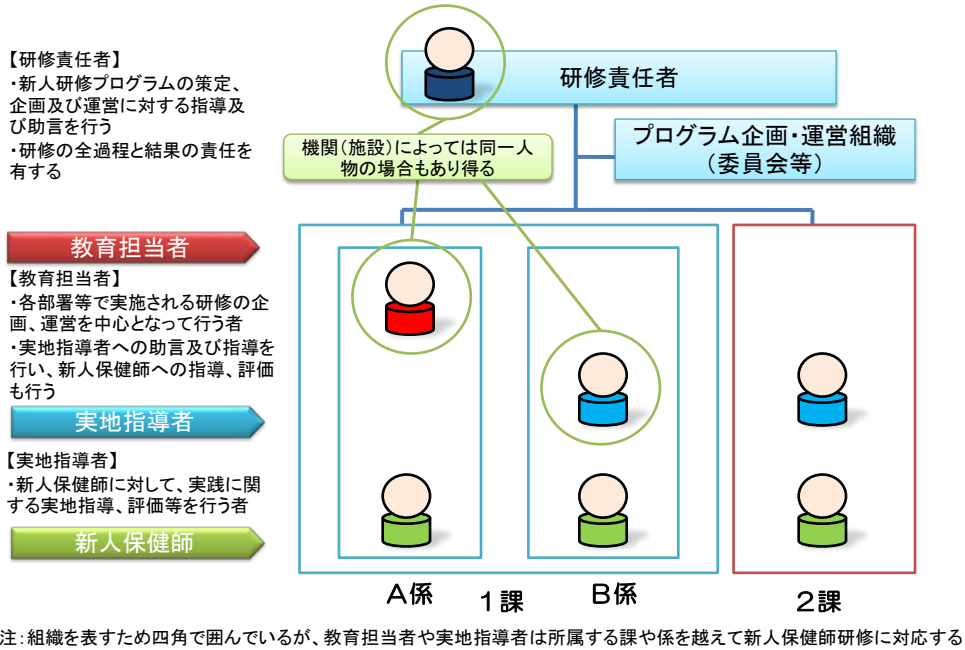 【研修責任者】
・新人研修プログラムの策定、
企画及び運営に対する指導及
び助言を行う
・研修の全過程と結果の責任を
有する
研修責任者
プログラム企画・運営組織
（委員会等）
機関（施設）によっては同一人
物の場合もあり得る
教育担当者
【教育担当者】
・各部署等で実施される研修の企
画、運営を中心となって行う者
・実地指導者への助言及び指導を
行い、新人保健師への指導、評価
も行う
実地指導者
【実地指導者】
・新人保健師に対して、実践に関
する実地指導、評価等を行う者
新人保健師
A係
1課
B係
2課
注：組織を表すため四角で囲んでいるが、教育担当者や実地指導者は所属する課や係を越えて新人保健師研修に対応する